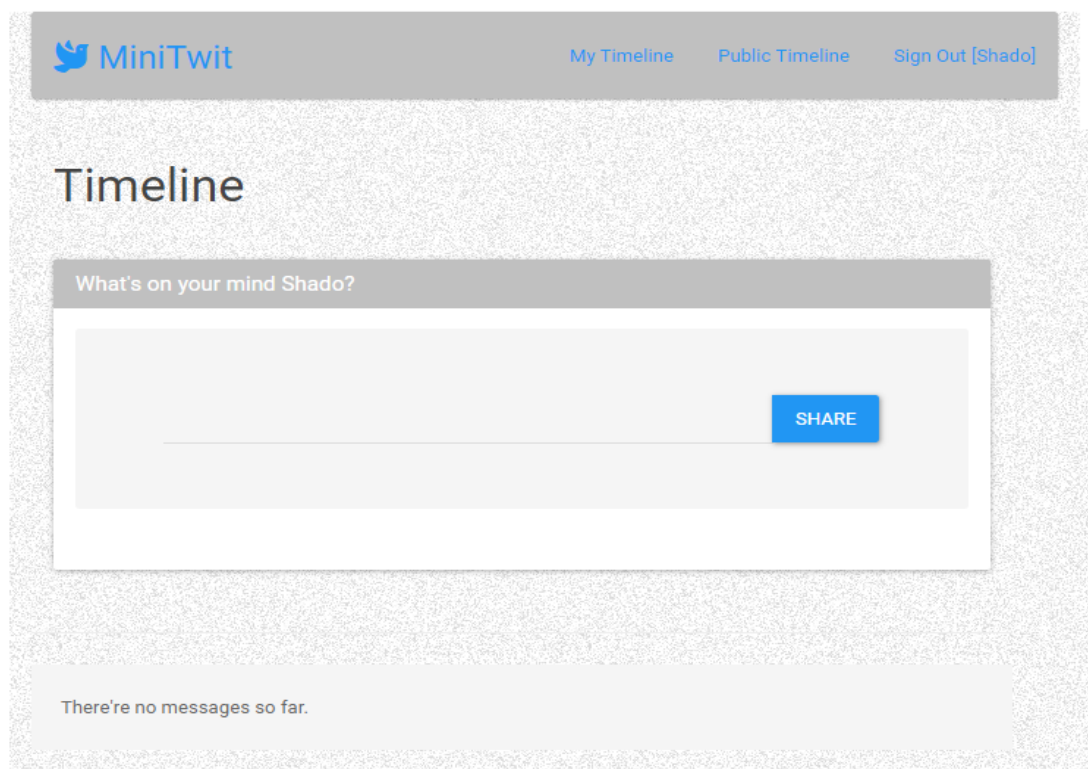 MiniTwit My Timeline Public Timeline Sign Out [Shado]
Timeline
What's on your mind Shado?
SHARE
There're no messages so far.